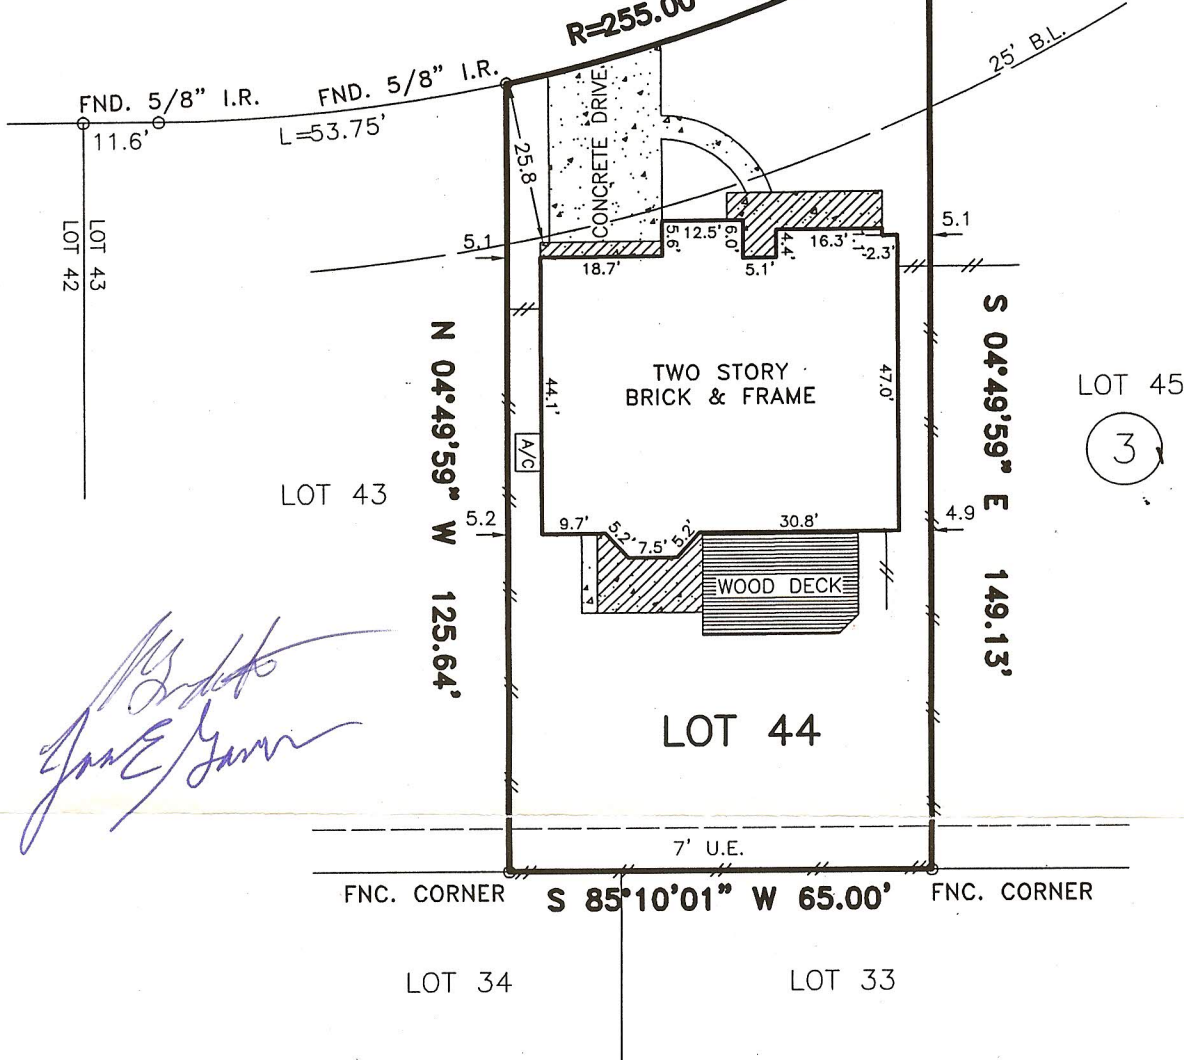 R=255.00'
25' B.L.
FND. 5/8" I.R.
FND. 5/8" I.R.
11.6'
L=53.75'
25.8
CONCRETE DRIVE
LOT 42
LOT 43
5.1
5.1
5.6'
12.5'
6.0'
4.4'
16.3'
1.1'
2.3'
18.7'
5.1'
N 04°49'59" W 125.64'
S 04°49'59" E 149.13'
TWO STORY
BRICK & FRAME
44.1'
47.0'
LOT 45
3
A/C
LOT 43
5.2
4.9
9.7'
5.2'
7.5'
5.2'
30.8'
WOOD DECK
LOT 44
7' U.E.
FNC. CORNER
S 85°10'01" W 65.00'
FNC. CORNER
LOT 34
LOT 33